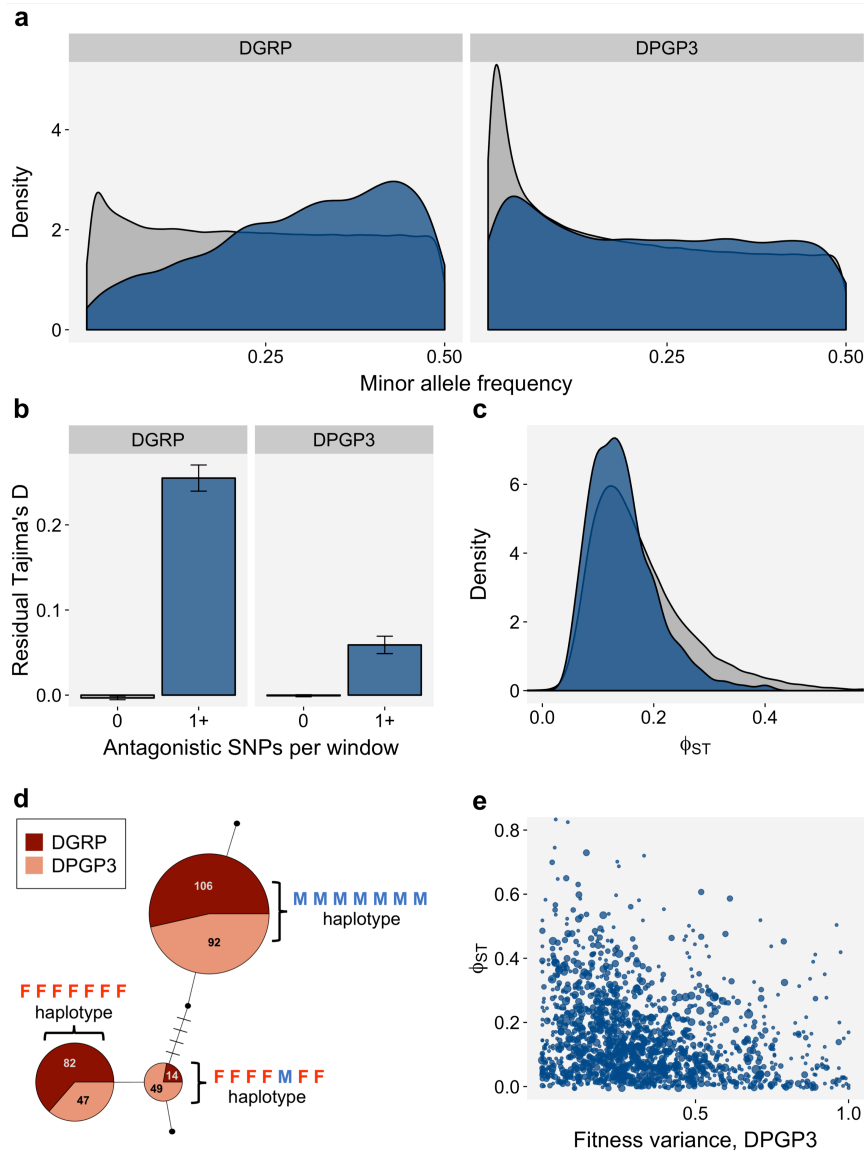 a
DGRP
DPGP3
Density
4
2
0
0.25
0.50
0.25
0.50
Minor allele frequency
b
DGRP
DPGP3
Residual Tajima's D
0.2
0.1
0.0
0
1+
0
1+
Antagonistic SNPs per window
c
Density
6
4
2
0
0.0
0.2
0.4
ϕST
d
DGRP
DPGP3
106
92
M M M M M M M
haplotype
F F F F F F F
haplotype
82
47
14
49
F F F F M F F
haplotype
e
ϕST
0.8
0.6
0.4
0.2
0.0
0.5
1.0
Fitness variance, DPGP3